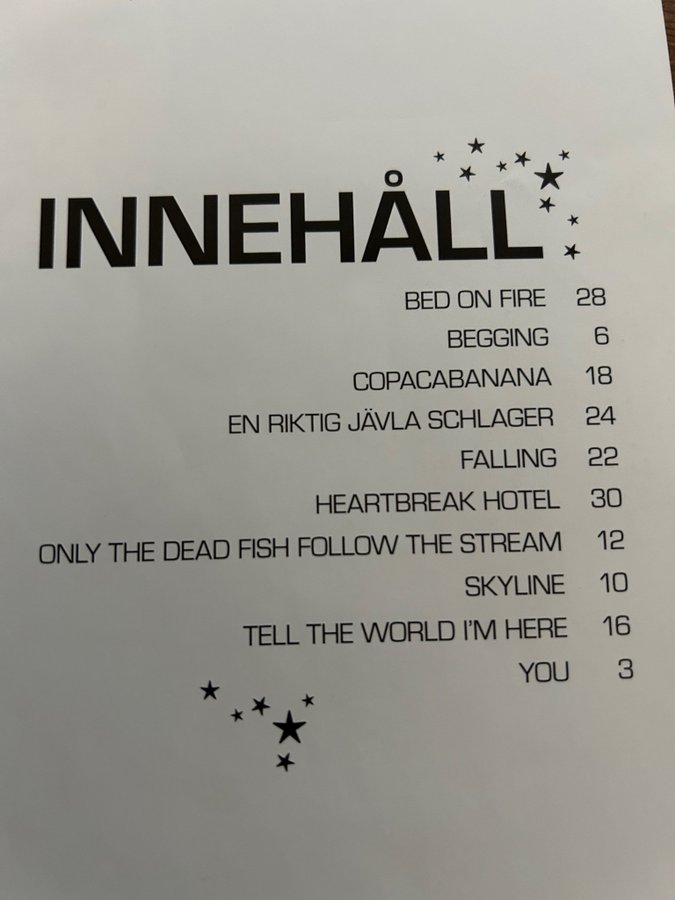 INNEHÅLL
BED ON FIRE 28
BEGGING 6
COPACABANANA 18
EN RIKTIG JÄVLA SCHLAGER 24
FALLING 22
HEARTBREAK HOTEL 30
ONLY THE DEAD FISH FOLLOW THE STREAM 12
SKYLINE 10
TELL THE WORLD I'M HERE 16
YOU 3